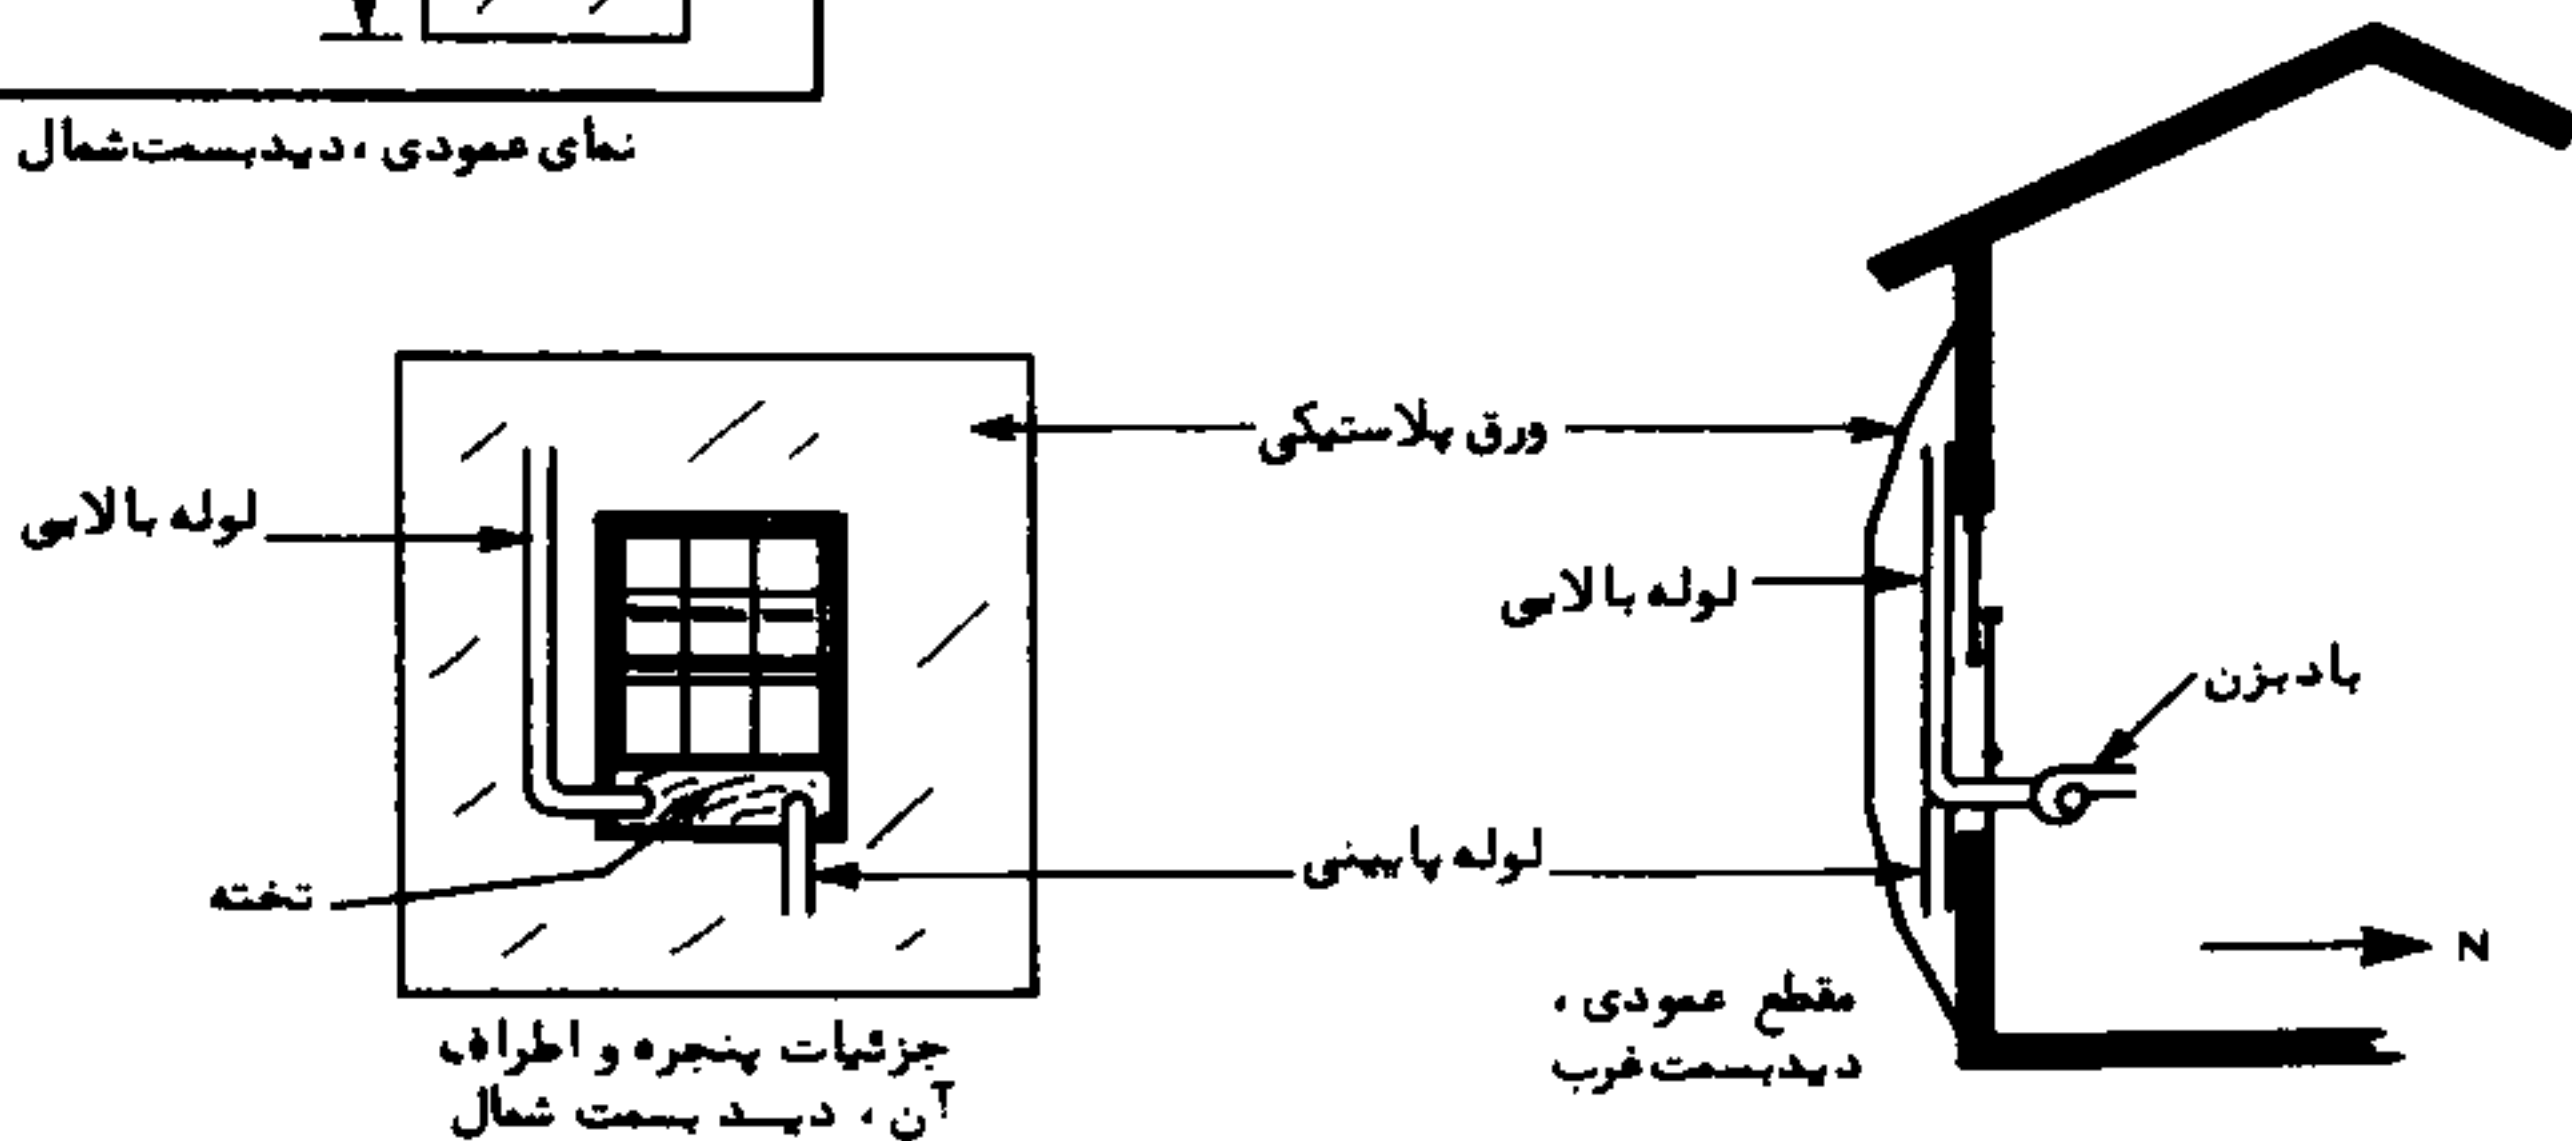 نمای عمودی ، دید بسمت شمال
ورق پلاستیکی
لوله بالایی
لوله بالایی
بادبزن
لوله پایینی
تخته
N
مقطع عمودی ،
دید بسمت غرب
جزئیات پنجره و اطراف
آن ، دید بسمت شمال